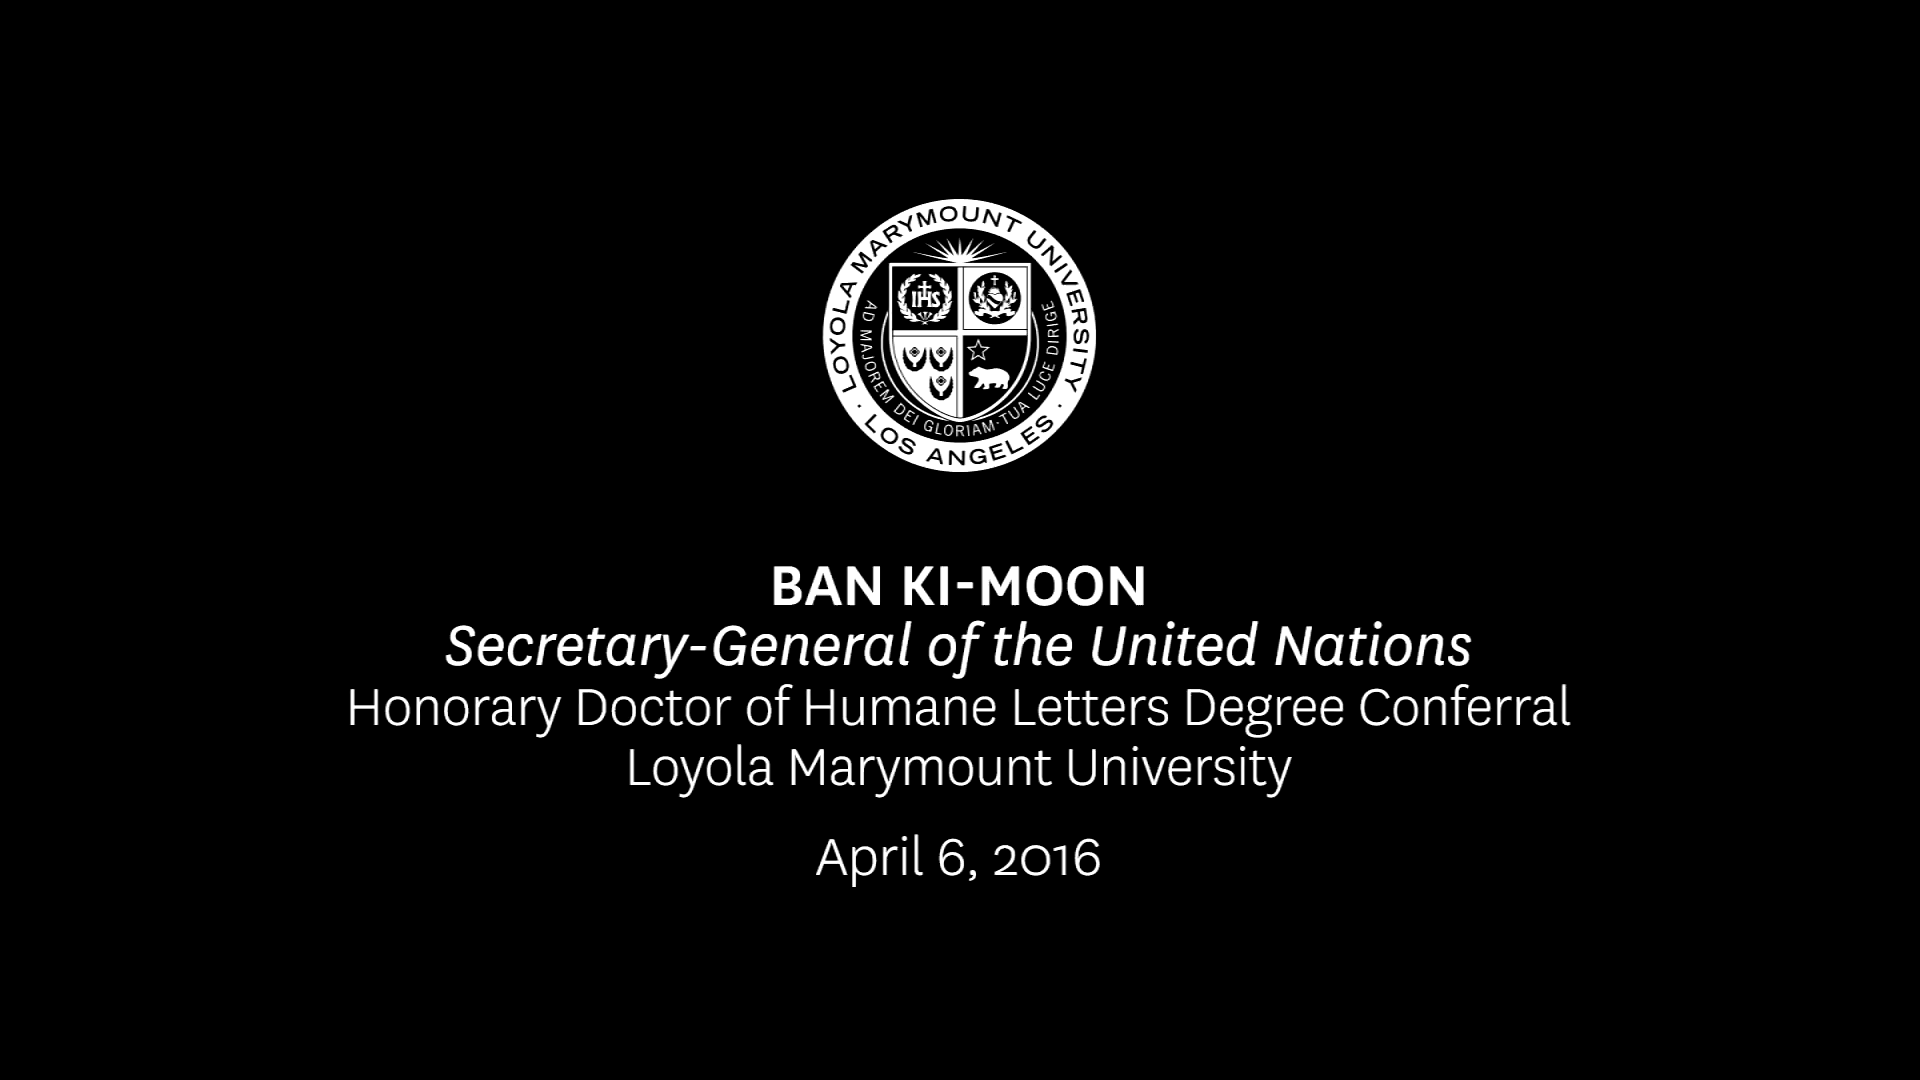 LOYOLA MARYMOUNT UNIVERSITY · LOS ANGELES ·
AD MAJOREM DEI GLORIAM · TUA LUCE DIRIGE
IHS
BAN KI-MOON
Secretary-General of the United Nations
Honorary Doctor of Humane Letters Degree Conferral
Loyola Marymount University
April 6, 2016